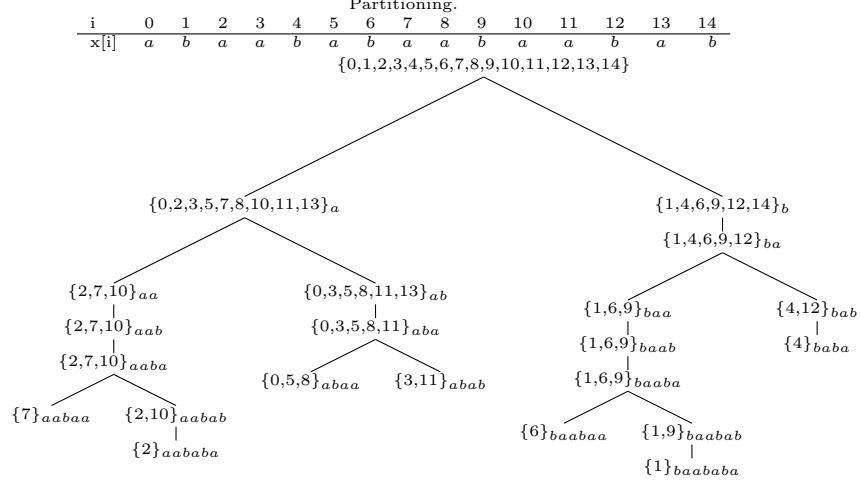 Partitioning.
i 0 1 2 3 4 5 6 7 8 9 10 11 12 13 14
x[i] a b a a b a b a a b a a b a b
{0,1,2,3,4,5,6,7,8,9,10,11,12,13,14}
{0,2,3,5,7,8,10,11,13}a {1,4,6,9,12,14}b
{1,4,6,9,12}ba
{2,7,10}aa {0,3,5,8,11,13}ab {1,6,9}baa {4,12}bab
{2,7,10}aab {0,3,5,8,11}aba {1,6,9}baab {4}baba
{2,7,10}aaba {0,5,8}abaa {3,11}abab {1,6,9}baaba
{7}aabaa {2,10}aabab {6}baabaa {1,9}baabab
{2}aababa {1}baababa